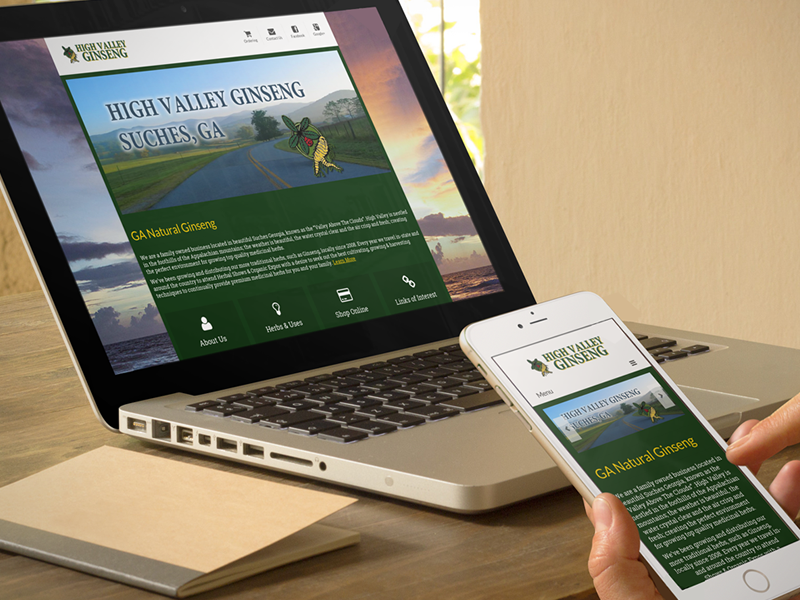 HIGH VALLEY
GINSENG
Ordering
Contact Us
Facebook
Google+
HIGH VALLEY GINSENG
SUCHES, GA
GA Natural Ginseng
We are a family owned business located in beautiful Suches Georgia, known as the "Valley Above The Clouds". High Valley is nestled
in the foothills of the Appalachian mountains, the weather is beautiful, the water crystal clear and the air crisp and fresh, creating
the perfect environment for growing top quality medicinal herbs.
We've been growing and distributing our more traditional herbs, such as Ginseng, locally since 2008. Every year we travel in-state and
around the country to attend Herbal Shows & Organic Expos with a desire to seek out the best cultivating, growing & harvesting
techniques to continually provide premium medicinal herbs for you and your family. Learn More
About Us
Herbs & Uses
Shop Online
Links of Interest
HIGH VALLEY
GINSENG
Menu
HIGH VALLEY GINSENG
SUCHES, GA
GA Natural Ginseng
We are a family owned business located in
beautiful Suches Georgia, known as the
"Valley Above The Clouds". High Valley is
nestled in the foothills of the Appalachian
mountains, the weather is beautiful, the
water crystal clear and the air crisp and
fresh, creating the perfect environment
for growing top quality medicinal herbs.
We've been growing and distributing our
more traditional herbs, such as Ginseng,
locally since 2008. Every year we travel in-
state and around the country to attend